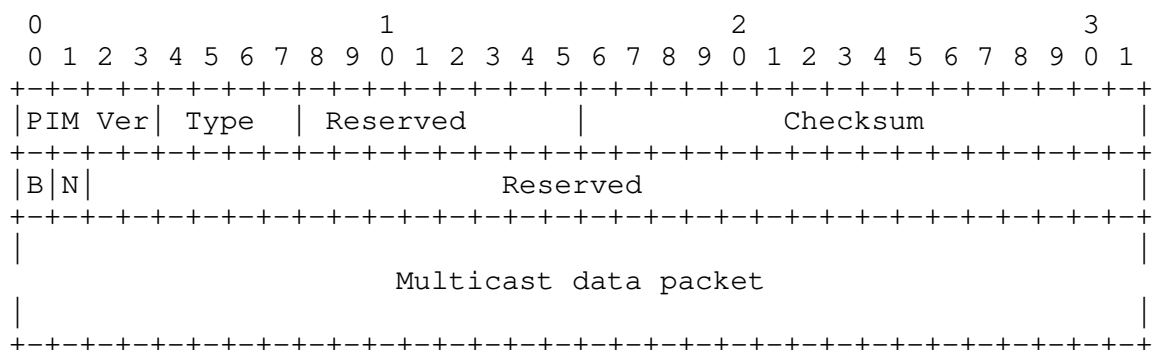 0                   1                   2                   3
 0 1 2 3 4 5 6 7 8 9 0 1 2 3 4 5 6 7 8 9 0 1 2 3 4 5 6 7 8 9 0 1
+-+-+-+-+-+-+-+-+-+-+-+-+-+-+-+-+-+-+-+-+-+-+-+-+-+-+-+-+-+-+-+-+
|PIM Ver| Type  | Reserved      |           Checksum            |
+-+-+-+-+-+-+-+-+-+-+-+-+-+-+-+-+-+-+-+-+-+-+-+-+-+-+-+-+-+-+-+-+
|B|N|                       Reserved                            |
+-+-+-+-+-+-+-+-+-+-+-+-+-+-+-+-+-+-+-+-+-+-+-+-+-+-+-+-+-+-+-+-+
|                                                               |
                     Multicast data packet
|                                                               |
+-+-+-+-+-+-+-+-+-+-+-+-+-+-+-+-+-+-+-+-+-+-+-+-+-+-+-+-+-+-+-+-+